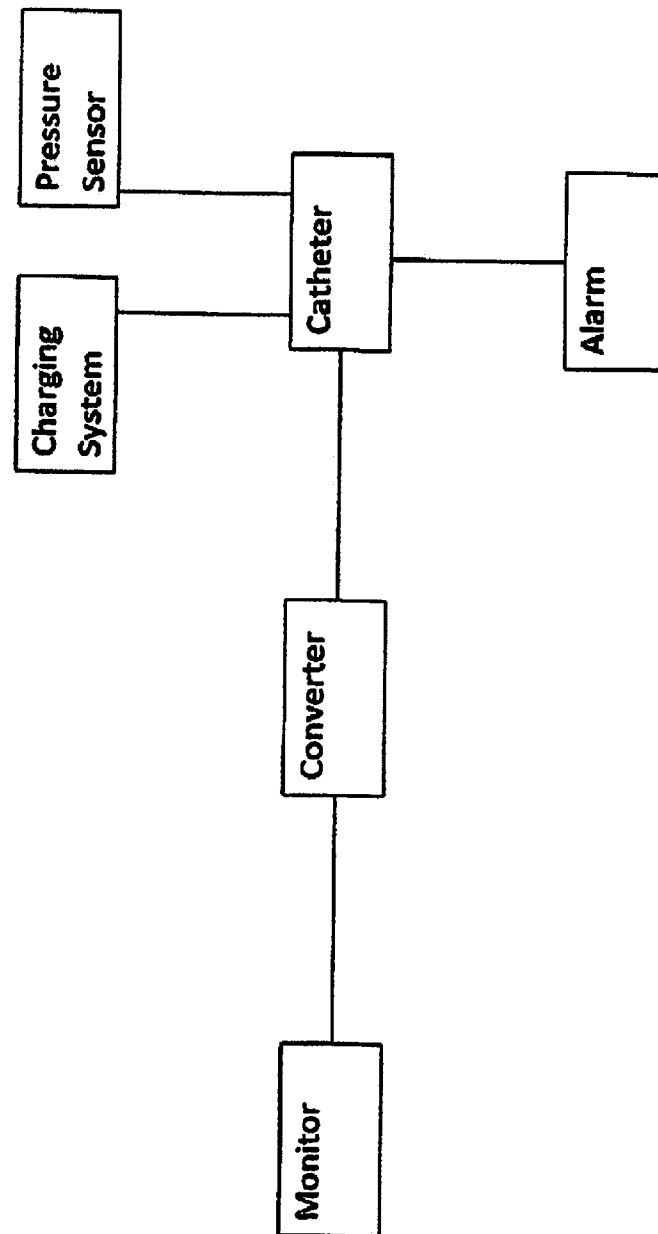 Charging
System
Pressure
Sensor
Monitor
Converter
Catheter
Alarm